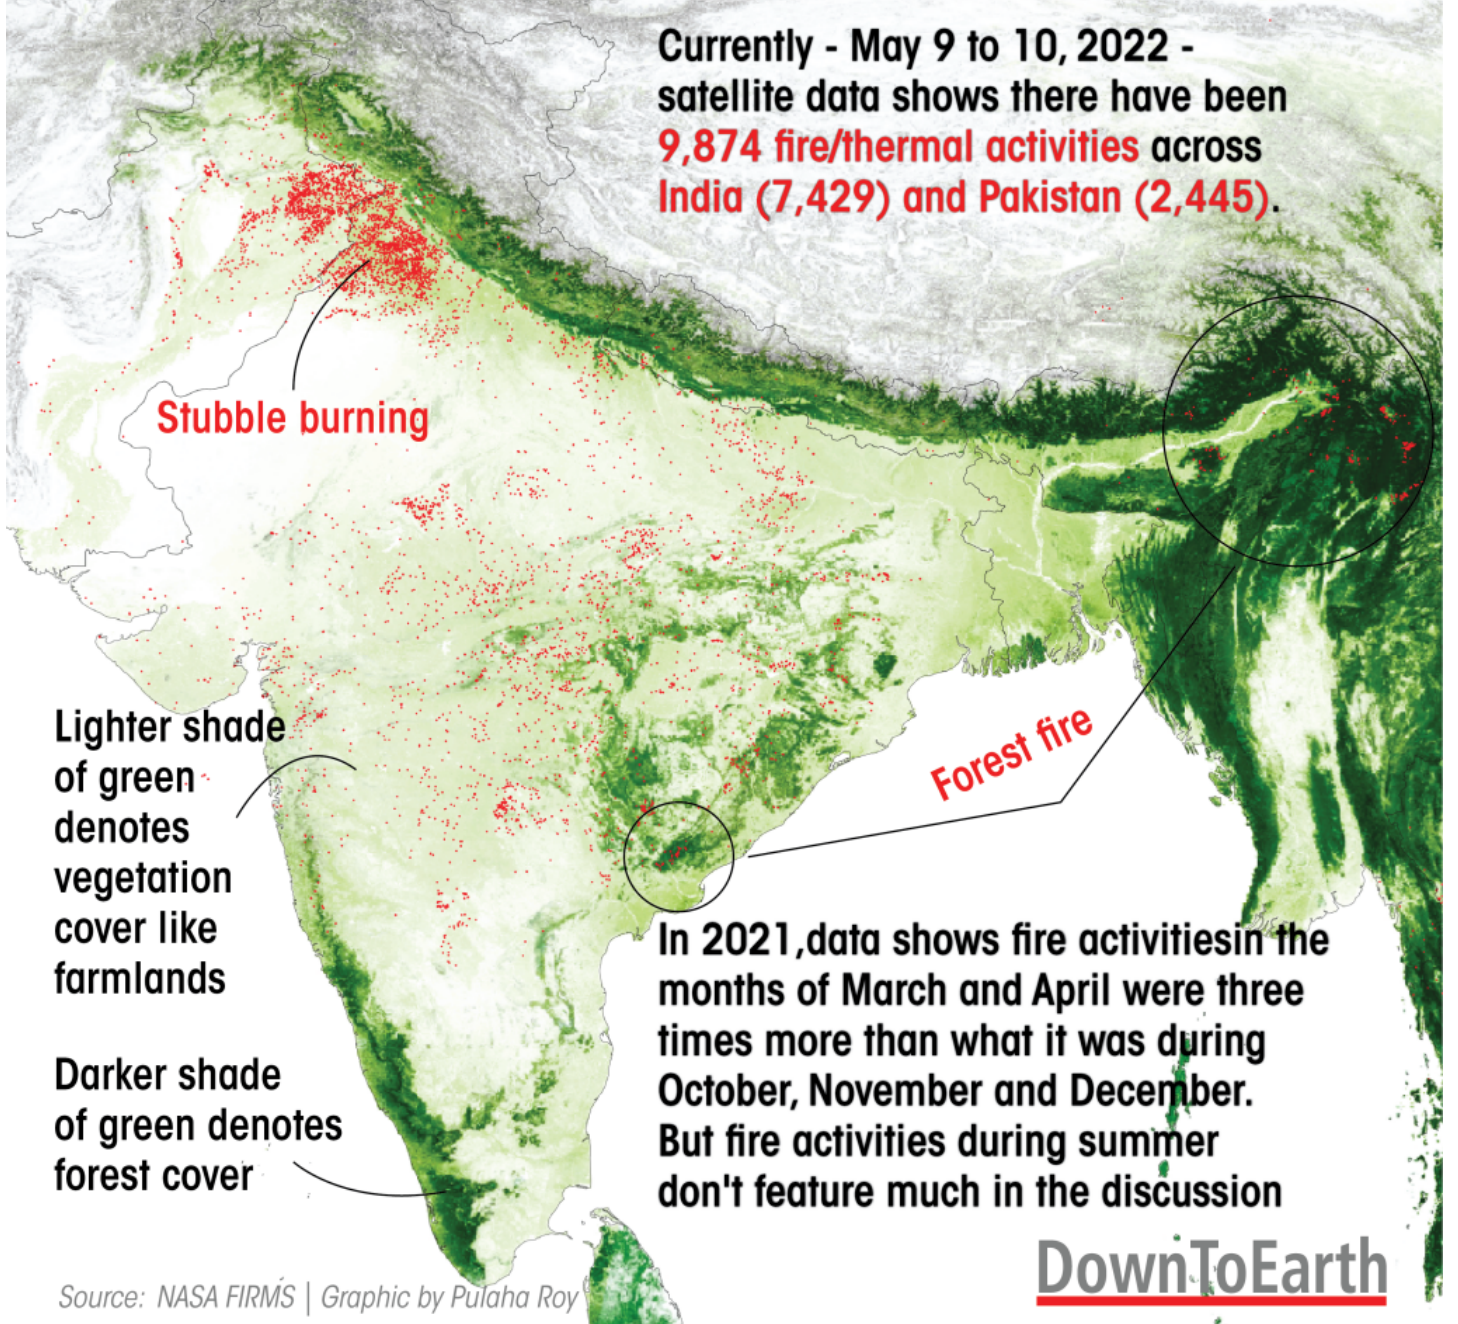 Currently - May 9 to 10, 2022 -
satellite data shows there have been
9,874 fire/thermal activities across
India (7,429) and Pakistan (2,445).
Stubble burning
Lighter shade
of green
denotes
vegetation
cover like
farmlands
Forest fire
Darker shade
of green denotes
forest cover
In 2021,data shows fire activitiesin the
months of March and April were three
times more than what it was during
October, November and December.
But fire activities during summer
don't feature much in the discussion
DownToEarth
Source: NASA FIRMS | Graphic by Pulaha Roy